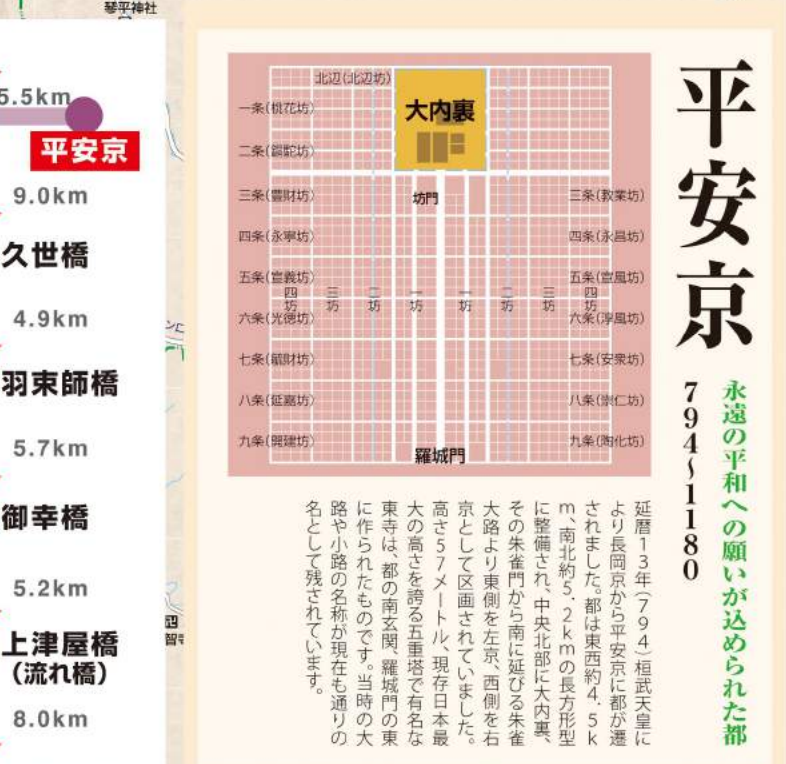 琴平神社
5.5km
平安京
9.0km
久世橋
4.9km
羽束師橋
5.7km
御幸橋
5.2km
上津屋橋
(流れ橋)
8.0km
平安京
永遠の平和への願いが込められた都
794〜1180
北辺(北辺坊)
大内裏
一条(桃花坊)
二条(銅駝坊)
三条(豊財坊)
坊門
三条(教業坊)
四条(永寧坊)
四条(永昌坊)
五条(宣義坊)
五条(宣風坊)
四坊
三坊
二坊
一坊
一坊
二坊
三坊
四坊
六条(光徳坊)
六条(淳風坊)
七条(毓財坊)
七条(安衆坊)
八条(延嘉坊)
八条(崇仁坊)
九条(開建坊)
九条(陶化坊)
羅城門
延暦13年(794)桓武天皇に
より長岡京から平安京に都が遷
されました。都は東西約4.5k
m、南北約5.2kmの長方形型
に整備され、中央北部に大内裏、
その朱雀門から南に延びる朱雀
大路より東側を左京、西側を右
京として区画されていました。
高さ57メートル、現存日本最
大の高さを誇る五重塔で有名な
東寺は、都の南玄関、羅城門の東
に作られたものです。当時の大
路や小路の名称が現在も通りの
名として残されています。